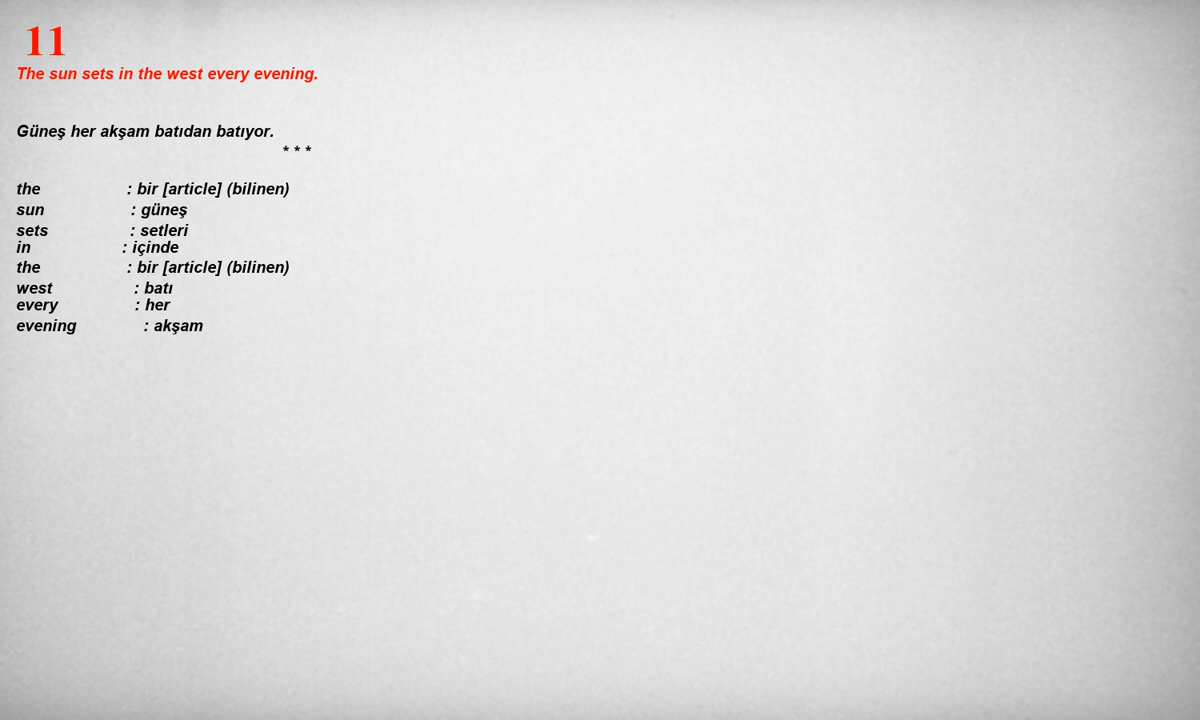 11
The sun sets in the west every evening.
Güneş her akşam batıdan batıyor.
* * *
the : bir [article] (bilinen)
sun : güneş
sets : setleri
in : içinde
the : bir [article] (bilinen)
west : batı
every : her
evening : akşam